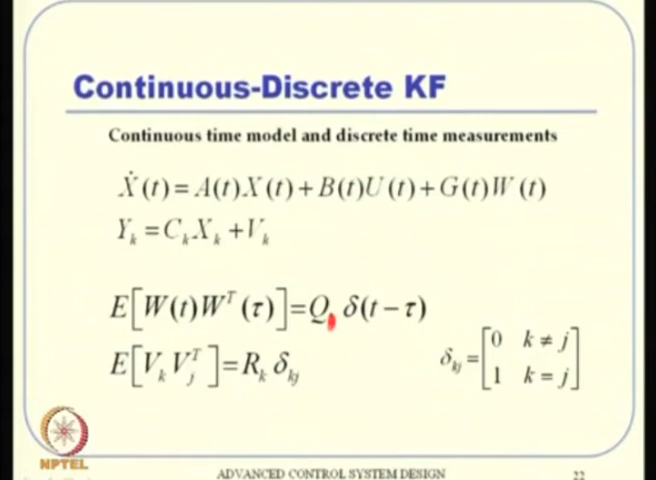 Continuous-Discrete KF
Continuous time model and discrete time measurements
Ẋ(t) = A(t)X(t) + B(t)U(t) + G(t)W(t)
Y_k = C_k X_k + V_k
E[W(t)W^T(τ)] = Q δ(t − τ)
E[V_k V_j^T] = R_k δ_kj
δ_kj = [0 k ≠ j
1 k = j]
NPTEL
ADVANCED CONTROL SYSTEM DESIGN
22